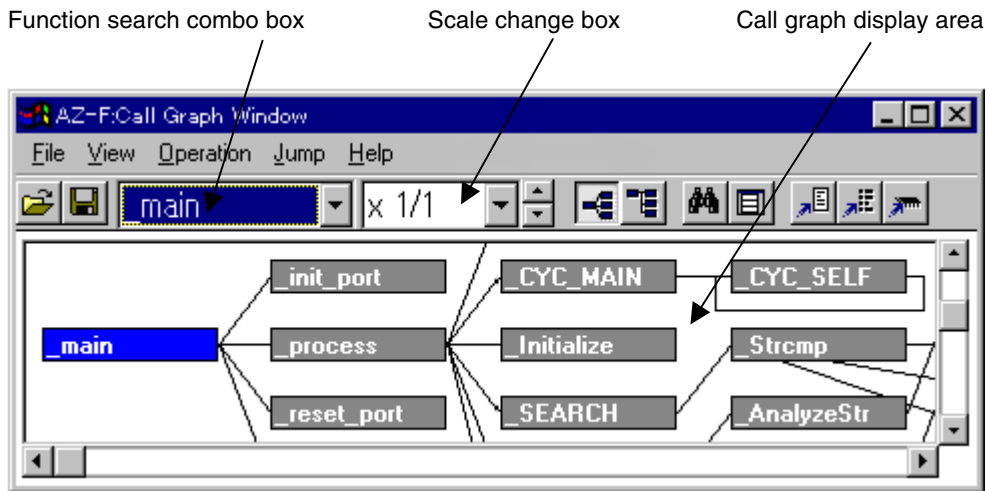 Function search combo box Scale change box Call graph display area
AZ-F:Call Graph Window
File View Operation Jump Help
_main x 1/1
_init_port _CYC_MAIN _CYC_SELF
_main _process _Initialize _Strcmp
_reset_port _SEARCH _AnalyzeStr